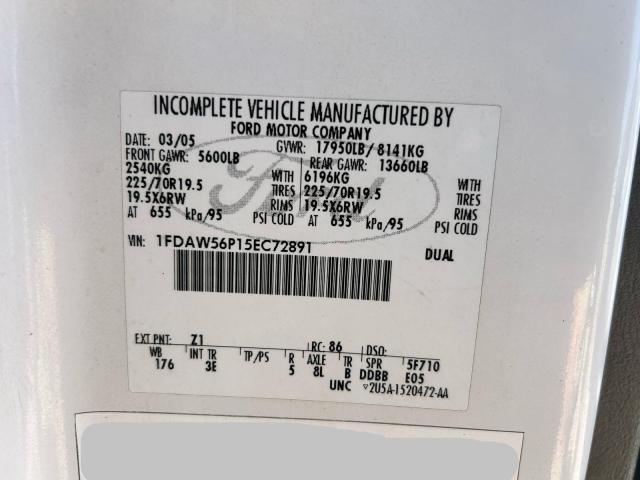 INCOMPLETE VEHICLE MANUFACTURED BY
FORD MOTOR COMPANY
DATE: 03/05 GVWR: 17950LB/ 8141KG
FRONT GAWR: 5600LB REAR GAWR: 13660LB
2540KG WITH 6196KG WITH
225/70R19.5 TIRES 225/70R19.5 TIRES
19.5X6RW RIMS 19.5X6RW RIMS
AT 655 kPa/95 PSI COLD AT 655 kPa/95 PSI COLD
VIN: 1FDAW56P15EC72891 DUAL
Ford
EXT PNT: Z1 RC: 86 DSO:
WB INT TR TP/PS R AXLE TR SPR 5F710
176 3E 5 8L B DDBB E05
UNC ▽2U5A-1520472-AA